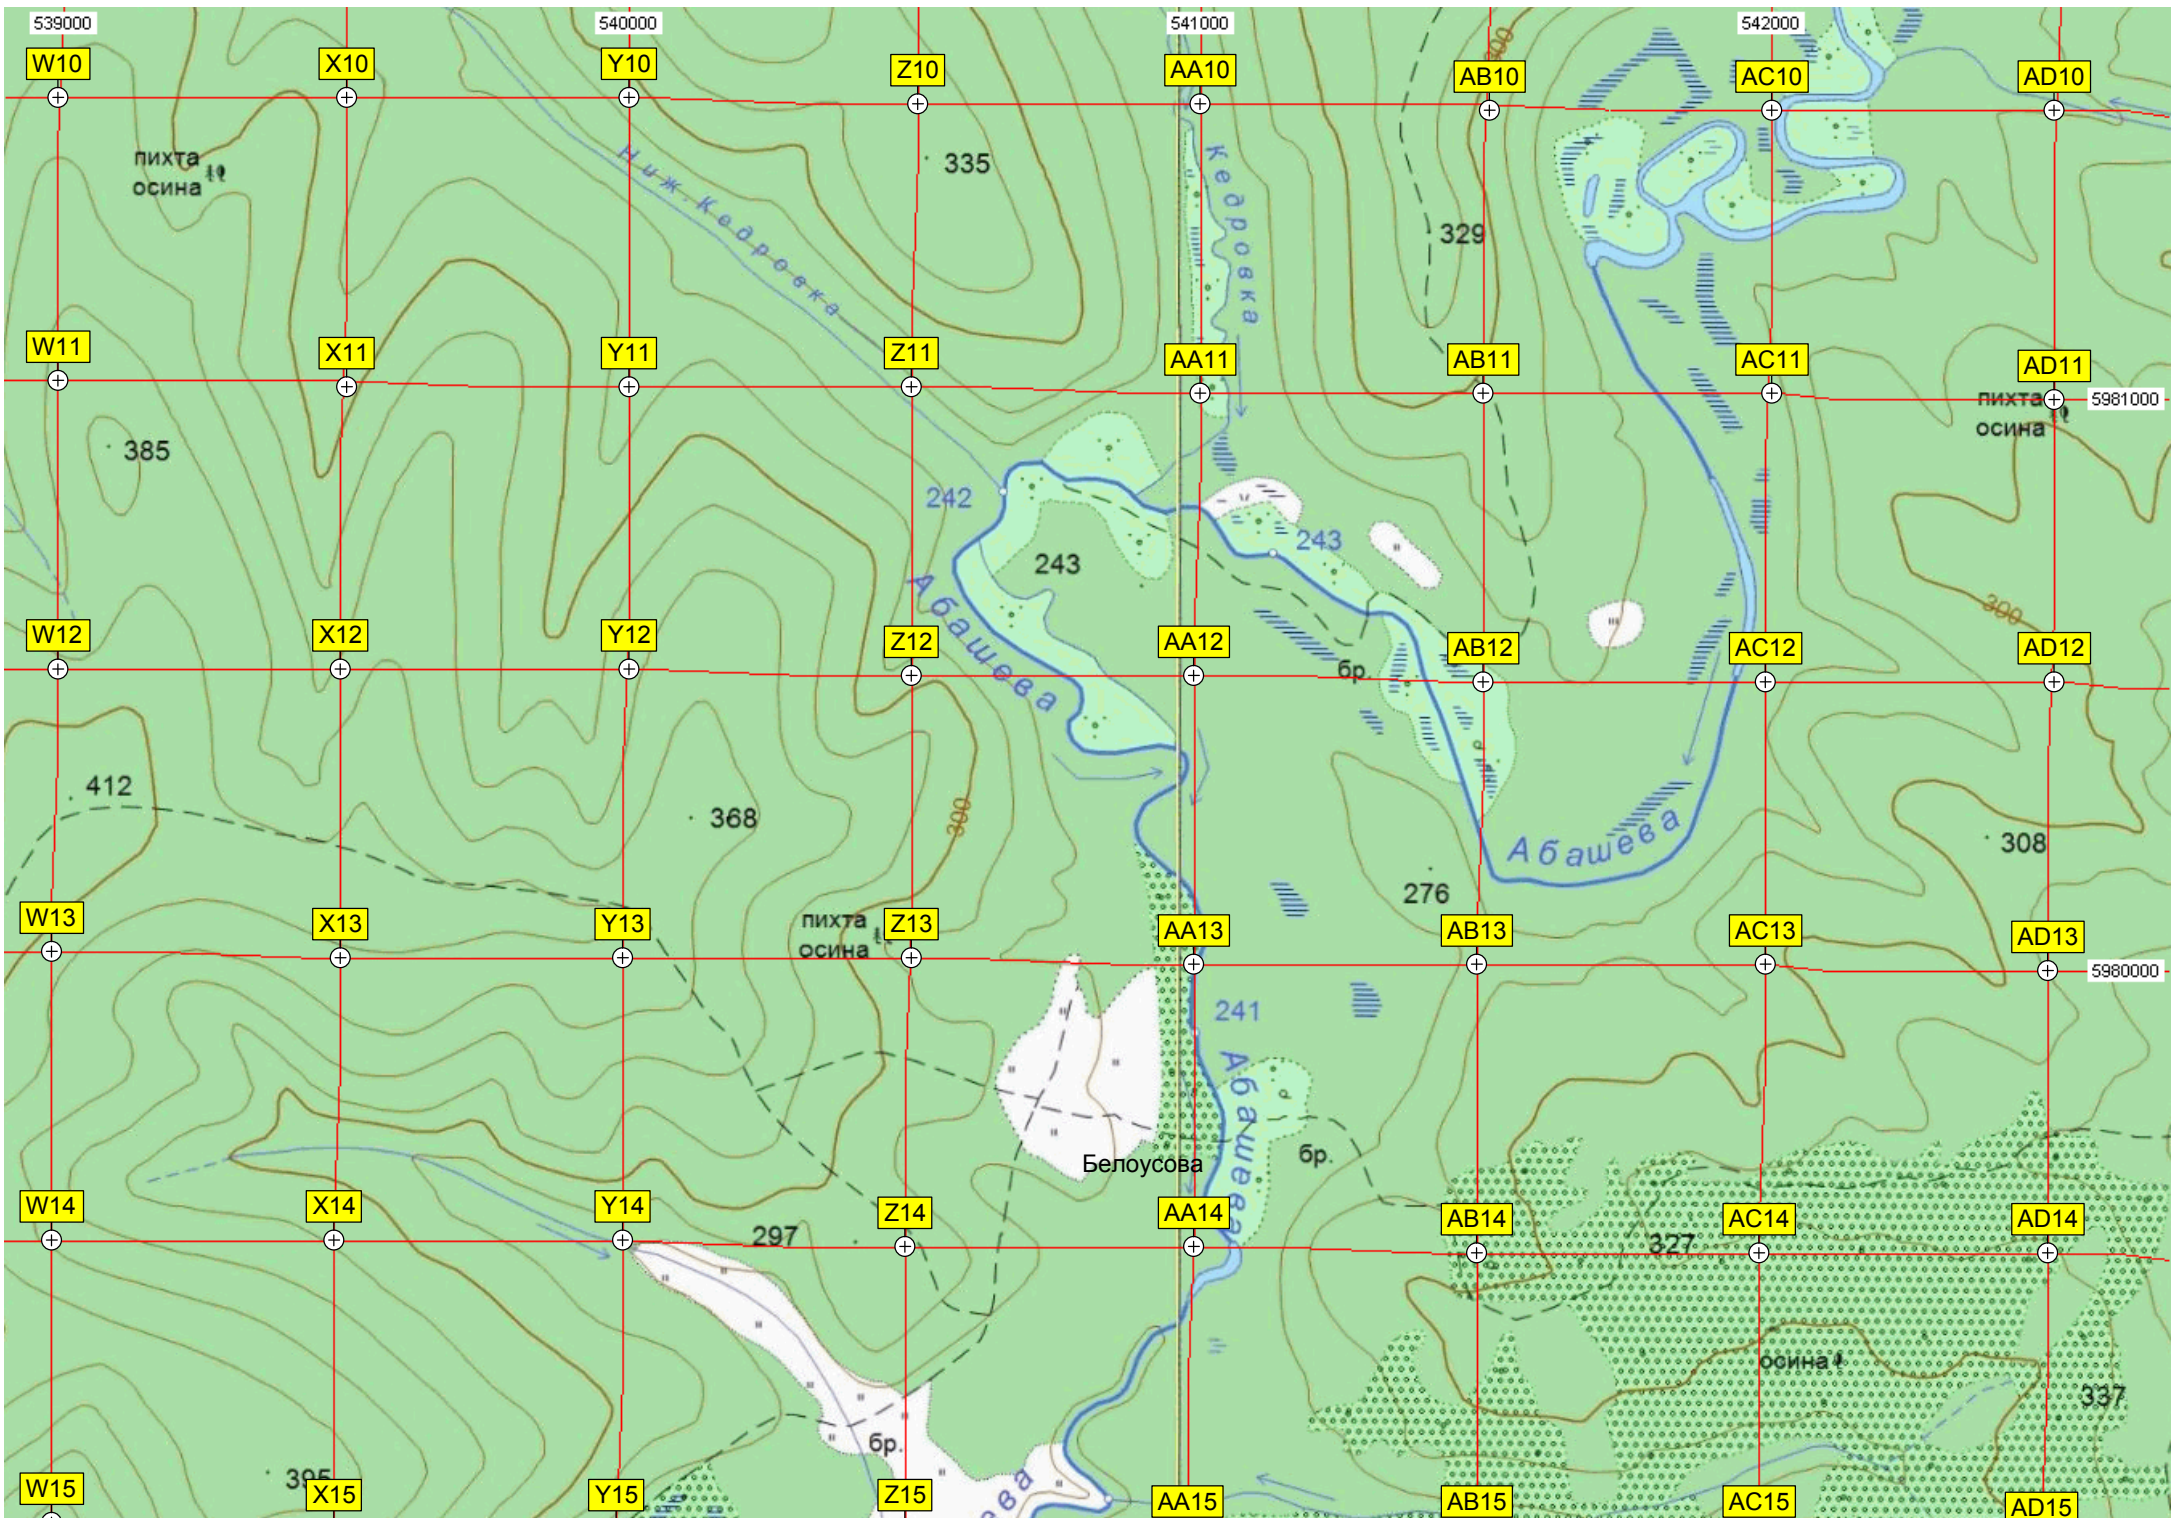 539000 540000 541000 542000
W10 X10 Y10 Z10 AA10 AB10 AC10 AD10
300
пихта
осина
335
Ниж. Кедровка
Кедровка
329
W11 X11 Y11 Z11 AA11 AB11 AC11 AD11
5981000
пихта
осина
385
242
243
243
Абашева
300
W12 X12 Y12 Z12 AA12 AB12 AC12 AD12
бр.
412
368
300
Абашева
308
276
W13 X13 Y13 Z13 AA13 AB13 AC13 AD13
пихта
осина
5980000
241
Абашева
Белоусова
бр.
W14 X14 Y14 Z14 AA14 AB14 AC14 AD14
297
327
осина
337
бр.
395
W15 X15 Y15 Z15 AA15 AB15 AC15 AD15
ева